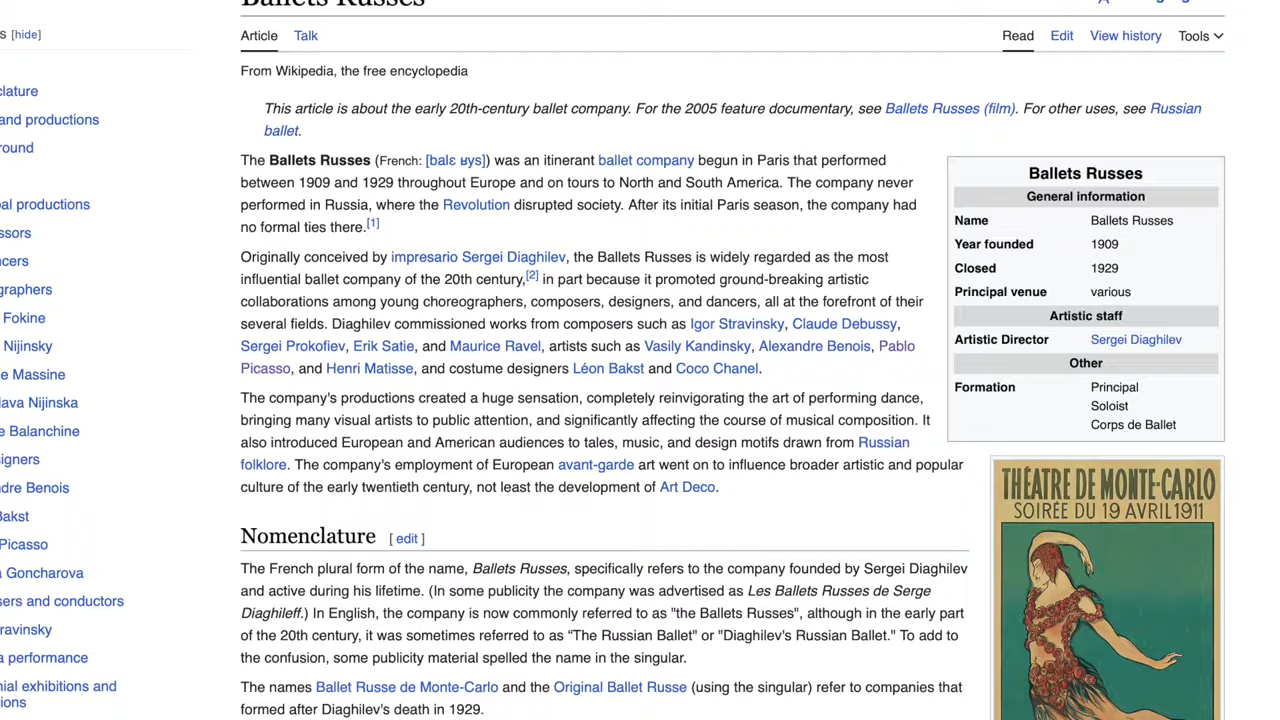 Ballets Russes
s [hide]
Article Talk
Read Edit View history Tools
From Wikipedia, the free encyclopedia
This article is about the early 20th-century ballet company. For the 2005 feature documentary, see Ballets Russes (film). For other uses, see Russian
ballet.
The Ballets Russes (French: [balɛ ʁys]) was an itinerant ballet company begun in Paris that performed
between 1909 and 1929 throughout Europe and on tours to North and South America. The company never
performed in Russia, where the Revolution disrupted society. After its initial Paris season, the company had
no formal ties there.[1]
Originally conceived by impresario Sergei Diaghilev, the Ballets Russes is widely regarded as the most
influential ballet company of the 20th century,[2] in part because it promoted ground-breaking artistic
collaborations among young choreographers, composers, designers, and dancers, all at the forefront of their
several fields. Diaghilev commissioned works from composers such as Igor Stravinsky, Claude Debussy,
Sergei Prokofiev, Erik Satie, and Maurice Ravel, artists such as Vasily Kandinsky, Alexandre Benois, Pablo
Picasso, and Henri Matisse, and costume designers Léon Bakst and Coco Chanel.
The company's productions created a huge sensation, completely reinvigorating the art of performing dance,
bringing many visual artists to public attention, and significantly affecting the course of musical composition. It
also introduced European and American audiences to tales, music, and design motifs drawn from Russian
folklore. The company's employment of European avant-garde art went on to influence broader artistic and popular
culture of the early twentieth century, not least the development of Art Deco.
Nomenclature [ edit ]
The French plural form of the name, Ballets Russes, specifically refers to the company founded by Sergei Diaghilev
and active during his lifetime. (In some publicity the company was advertised as Les Ballets Russes de Serge
Diaghileff.) In English, the company is now commonly referred to as "the Ballets Russes", although in the early part
of the 20th century, it was sometimes referred to as “The Russian Ballet" or "Diaghilev's Russian Ballet." To add to
the confusion, some publicity material spelled the name in the singular.
The names Ballet Russe de Monte-Carlo and the Original Ballet Russe (using the singular) refer to companies that
formed after Diaghilev's death in 1929.
Ballets Russes
General information
Name Ballets Russes
Year founded 1909
Closed 1929
Principal venue various
Artistic staff
Artistic Director Sergei Diaghilev
Other
Formation Principal
Soloist
Corps de Ballet
THÉATRE DE MONTE-CARLO
SOIRÉE DU 19 AVRIL 1911
clature
and productions
round
al productions
ssors
ncers
graphers
Fokine
Nijinsky
e Massine
lava Nijinska
e Balanchine
signers
dre Benois
Bakst
Picasso
a Goncharova
sers and conductors
ravinsky
a performance
nial exhibitions and
ions